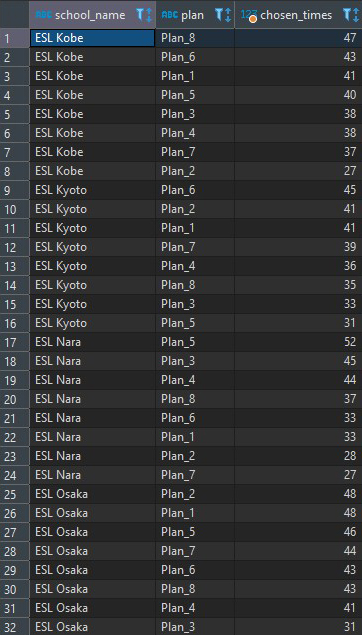 ABC school_name ABC plan 123 chosen_times
1 ESL Kobe Plan_8 47
2 ESL Kobe Plan_6 43
3 ESL Kobe Plan_1 41
4 ESL Kobe Plan_5 40
5 ESL Kobe Plan_3 38
6 ESL Kobe Plan_4 38
7 ESL Kobe Plan_7 37
8 ESL Kobe Plan_2 27
9 ESL Kyoto Plan_6 45
10 ESL Kyoto Plan_2 41
11 ESL Kyoto Plan_1 41
12 ESL Kyoto Plan_7 39
13 ESL Kyoto Plan_4 36
14 ESL Kyoto Plan_8 35
15 ESL Kyoto Plan_3 33
16 ESL Kyoto Plan_5 31
17 ESL Nara Plan_5 52
18 ESL Nara Plan_3 45
19 ESL Nara Plan_4 44
20 ESL Nara Plan_8 37
21 ESL Nara Plan_6 33
22 ESL Nara Plan_1 33
23 ESL Nara Plan_2 28
24 ESL Nara Plan_7 27
25 ESL Osaka Plan_2 48
26 ESL Osaka Plan_1 48
27 ESL Osaka Plan_5 46
28 ESL Osaka Plan_7 44
29 ESL Osaka Plan_6 43
30 ESL Osaka Plan_8 43
31 ESL Osaka Plan_4 41
32 ESL Osaka Plan_3 31